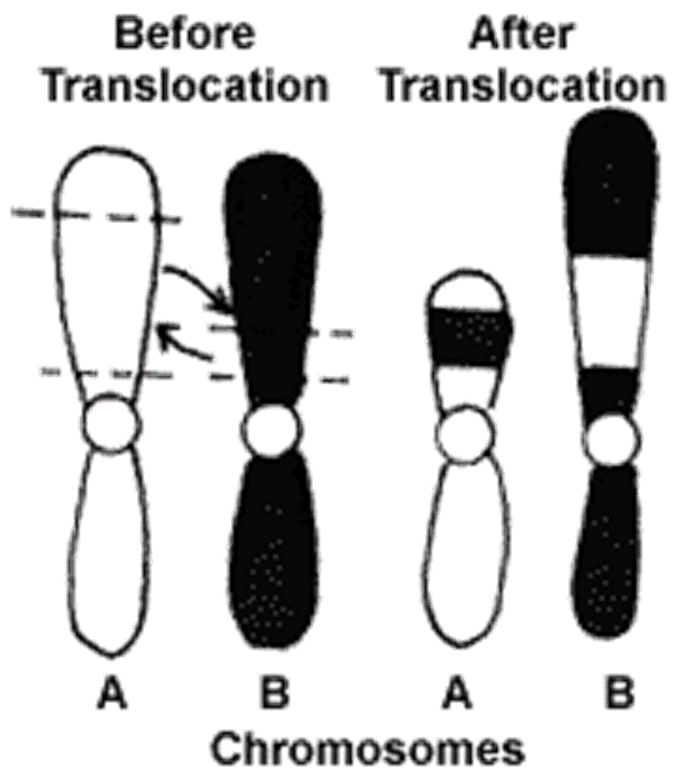 Before
Translocation
After
Translocation
A
B
A
B
Chromosomes